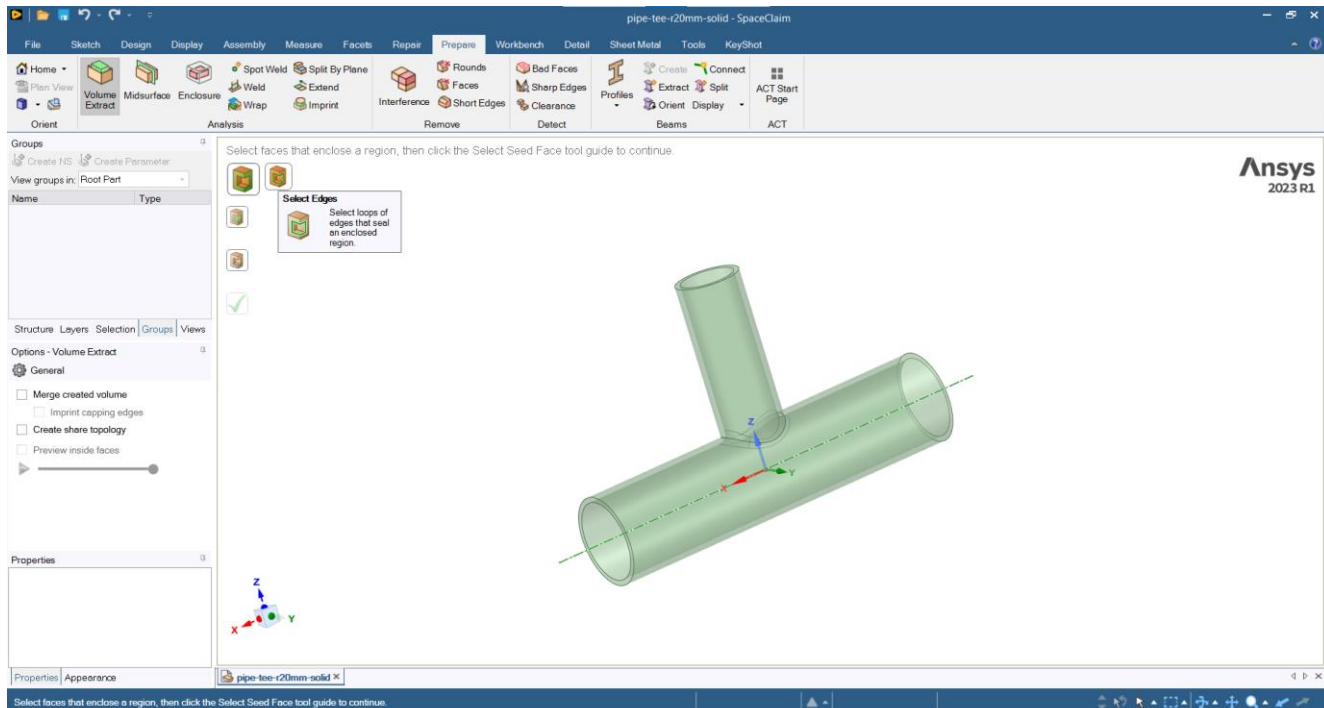 pipe-tee-r20mm-solid - SpaceClaim
File Sketch Design Display Assembly Measure Facets Repair Prepare Workbench Detail Sheet Metal Tools KeyShot
Home
Plan View
Orient
Volume Extract
Midsurface
Enclosure
Spot Weld
Weld
Wrap
Split By Plane
Extend
Imprint
Analysis
Interference
Rounds
Faces
Short Edges
Remove
Bad Faces
Sharp Edges
Clearance
Detect
Profiles
Create
Extract
Orient
Connect
Split
Display
Beams
ACT Start
Page
ACT
Groups
Create NS Create Parameter
View groups in: Root Part
Name Type
Structure Layers Selection Groups Views
Options - Volume Extract
General
Merge created volume
Imprint capping edges
Create share topology
Preview inside faces
Properties
Properties Appearance
Select faces that enclose a region, then click the Select Seed Face tool guide to continue.
Select Edges
Select loops of
edges that seal
an enclosed
region.
Ansys
2023 R1
Z
X
Y
Z
X
Y
pipe-tee-r20mm-solid
Select faces that enclose a region, then click the Select Seed Face tool guide to continue.